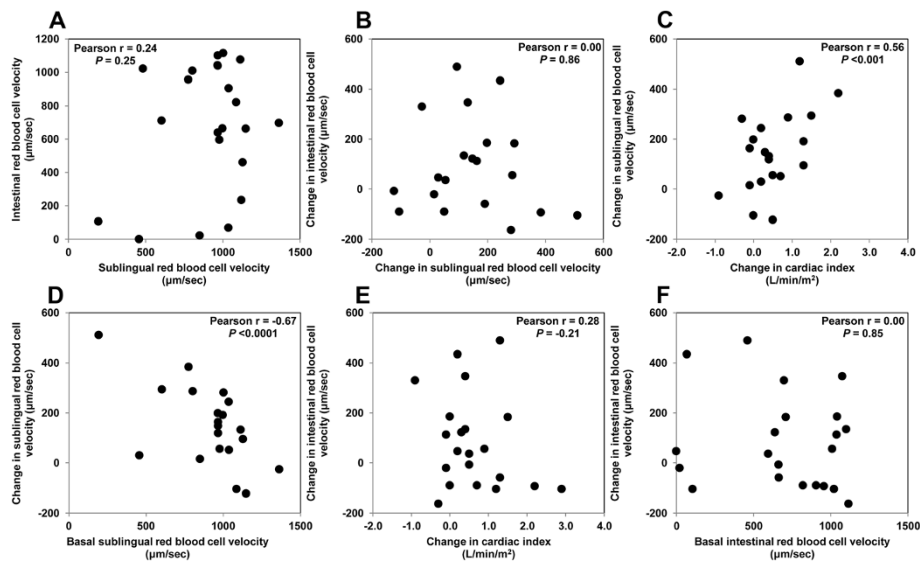 A
Pearson r = 0.24
P = 0.25
Intestinal red blood cell velocity
(µm/sec)
1200
1000
800
600
400
200
0
0
500
1000
1500
Sublingual red blood cell velocity
(µm/sec)
B
Pearson r = 0.00
P = 0.86
Change in intestinal red blood cell
velocity (µm/sec)
600
400
200
0
-200
-200
0
200
400
600
Change in sublingual red blood cell velocity
(µm/sec)
C
Pearson r = 0.56
P <0.001
Change in sublingual red blood cell
velocity (µm/sec)
600
400
200
0
-200
-2.0
-1.0
0.0
1.0
2.0
3.0
4.0
Change in cardiac index
(L/min/m²)
D
Pearson r = -0.67
P <0.0001
Change in sublingual red blood cell
velocity (µm/sec)
600
400
200
0
-200
0
500
1000
1500
Basal sublingual red blood cell velocity
(µm/sec)
E
Pearson r = 0.28
P = -0.21
Change in intestinal red blood cell
velocity (µm/sec)
600
400
200
0
-200
-2.0
-1.0
0.0
1.0
2.0
3.0
4.0
Change in cardiac index
(L/min/m²)
F
Pearson r = 0.00
P = 0.85
Change in intestinal red blood cell
velocity (µm/sec)
600
400
200
0
-200
0
500
1000
1500
Basal intestinal red blood cell velocity
(µm/sec)